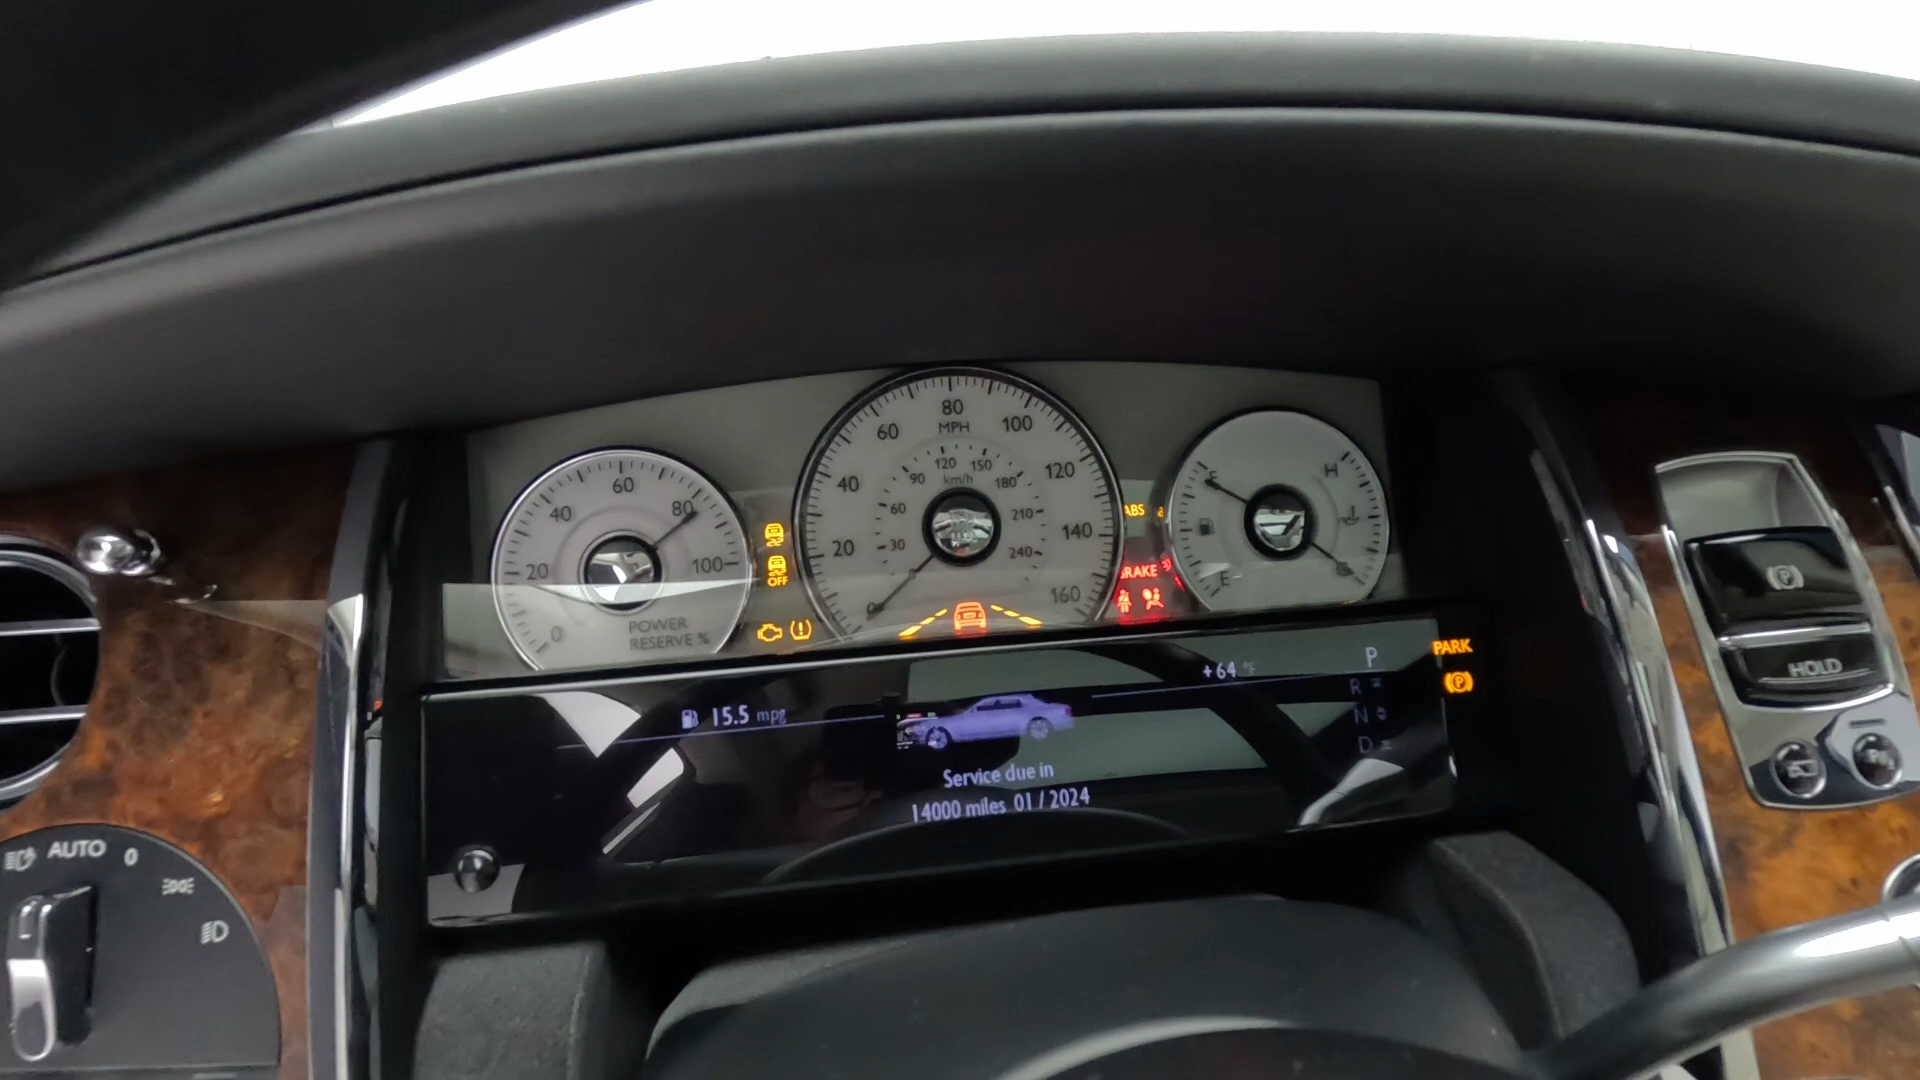 0
20
40
60
80
100
POWER
RESERVE %
OFF
20
40
60
80
100
120
140
160
MPH
30
60
90
120
150
180
210
240
km/h
ABS
BRAKE
F
E
H
PARK
15.5 mpg
+64 °F
P
R
N
D
Service due in
14000 miles 01 / 2024
AUTO 0
HOLD